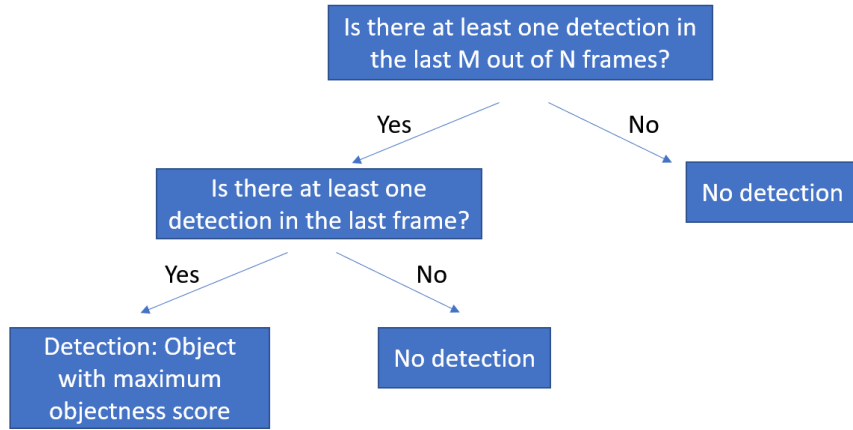 Is there at least one detection in
the last M out of N frames?
Yes
No
Is there at least one
detection in the last frame?
No detection
Yes
No
Detection: Object
with maximum
objectness score
No detection